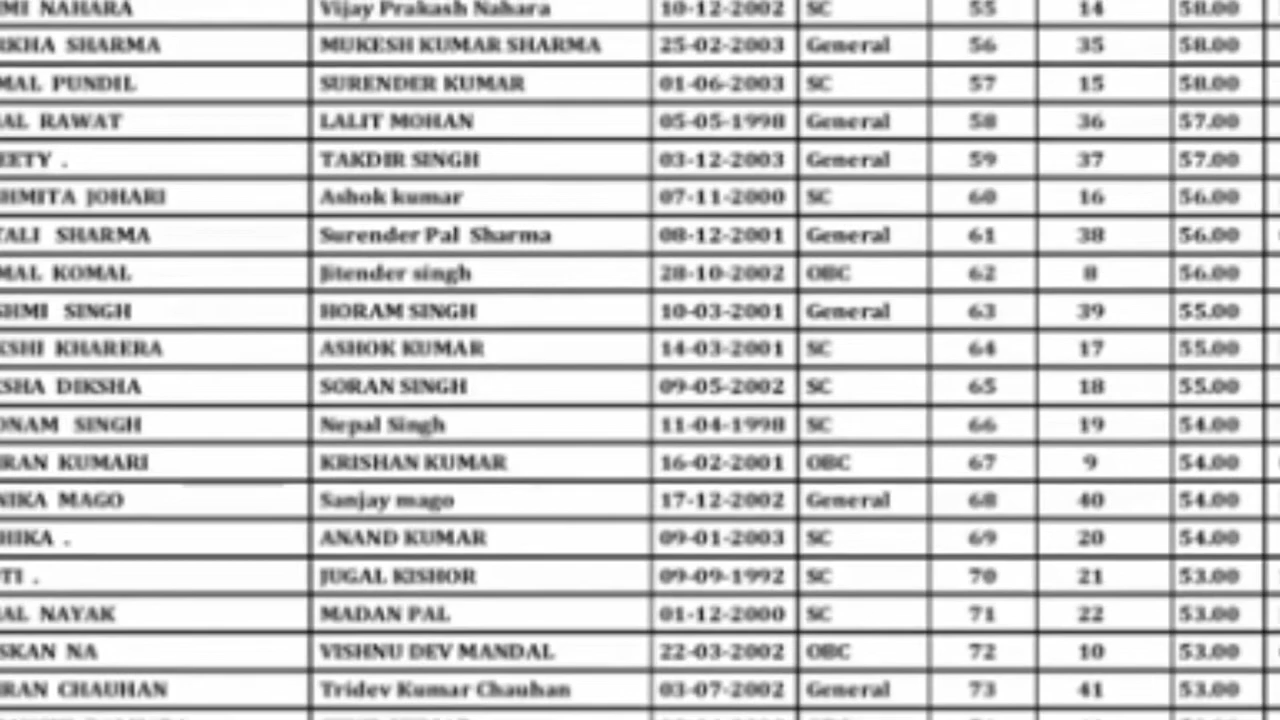 MI NAHARA Vijay Prakash Nahara 10-12-2002 SC 55 14 58.00
RKHA SHARMA MUKESH KUMAR SHARMA 25-02-2003 General 56 35 58.00
MAL PUNDIL SURENDER KUMAR 01-06-2003 SC 57 15 58.00
AL RAWAT LALIT MOHAN 05-05-1998 General 58 36 57.00
EETY . TAKDIR SINGH 03-12-2003 General 59 37 57.00
HMITA JOHARI Ashok kumar 07-11-2000 SC 60 16 56.00
TALI SHARMA Surender Pal Sharma 08-12-2001 General 61 38 56.00
MAL KOMAL Jitender singh 28-10-2002 OBC 62 8 56.00
SHMI SINGH HORAM SINGH 10-03-2001 General 63 39 55.00
KSHI KHARERA ASHOK KUMAR 14-03-2001 SC 64 17 55.00
KSHA DIKSHA SORAN SINGH 09-05-2002 SC 65 18 55.00
ONAM SINGH Nepal Singh 11-04-1998 SC 66 19 54.00
RAN KUMARI KRISHAN KUMAR 16-02-2001 OBC 67 9 54.00
NIKA MAGO Sanjay mago 17-12-2002 General 68 40 54.00
HIKA . ANAND KUMAR 09-01-2003 SC 69 20 54.00
TI . JUGAL KISHOR 09-09-1992 SC 70 21 53.00
AL NAYAK MADAN PAL 01-12-2000 SC 71 22 53.00
SKAN NA VISHNU DEV MANDAL 22-03-2002 OBC 72 10 53.00
RAN CHAUHAN Tridev Kumar Chauhan 03-07-2002 General 73 41 53.00